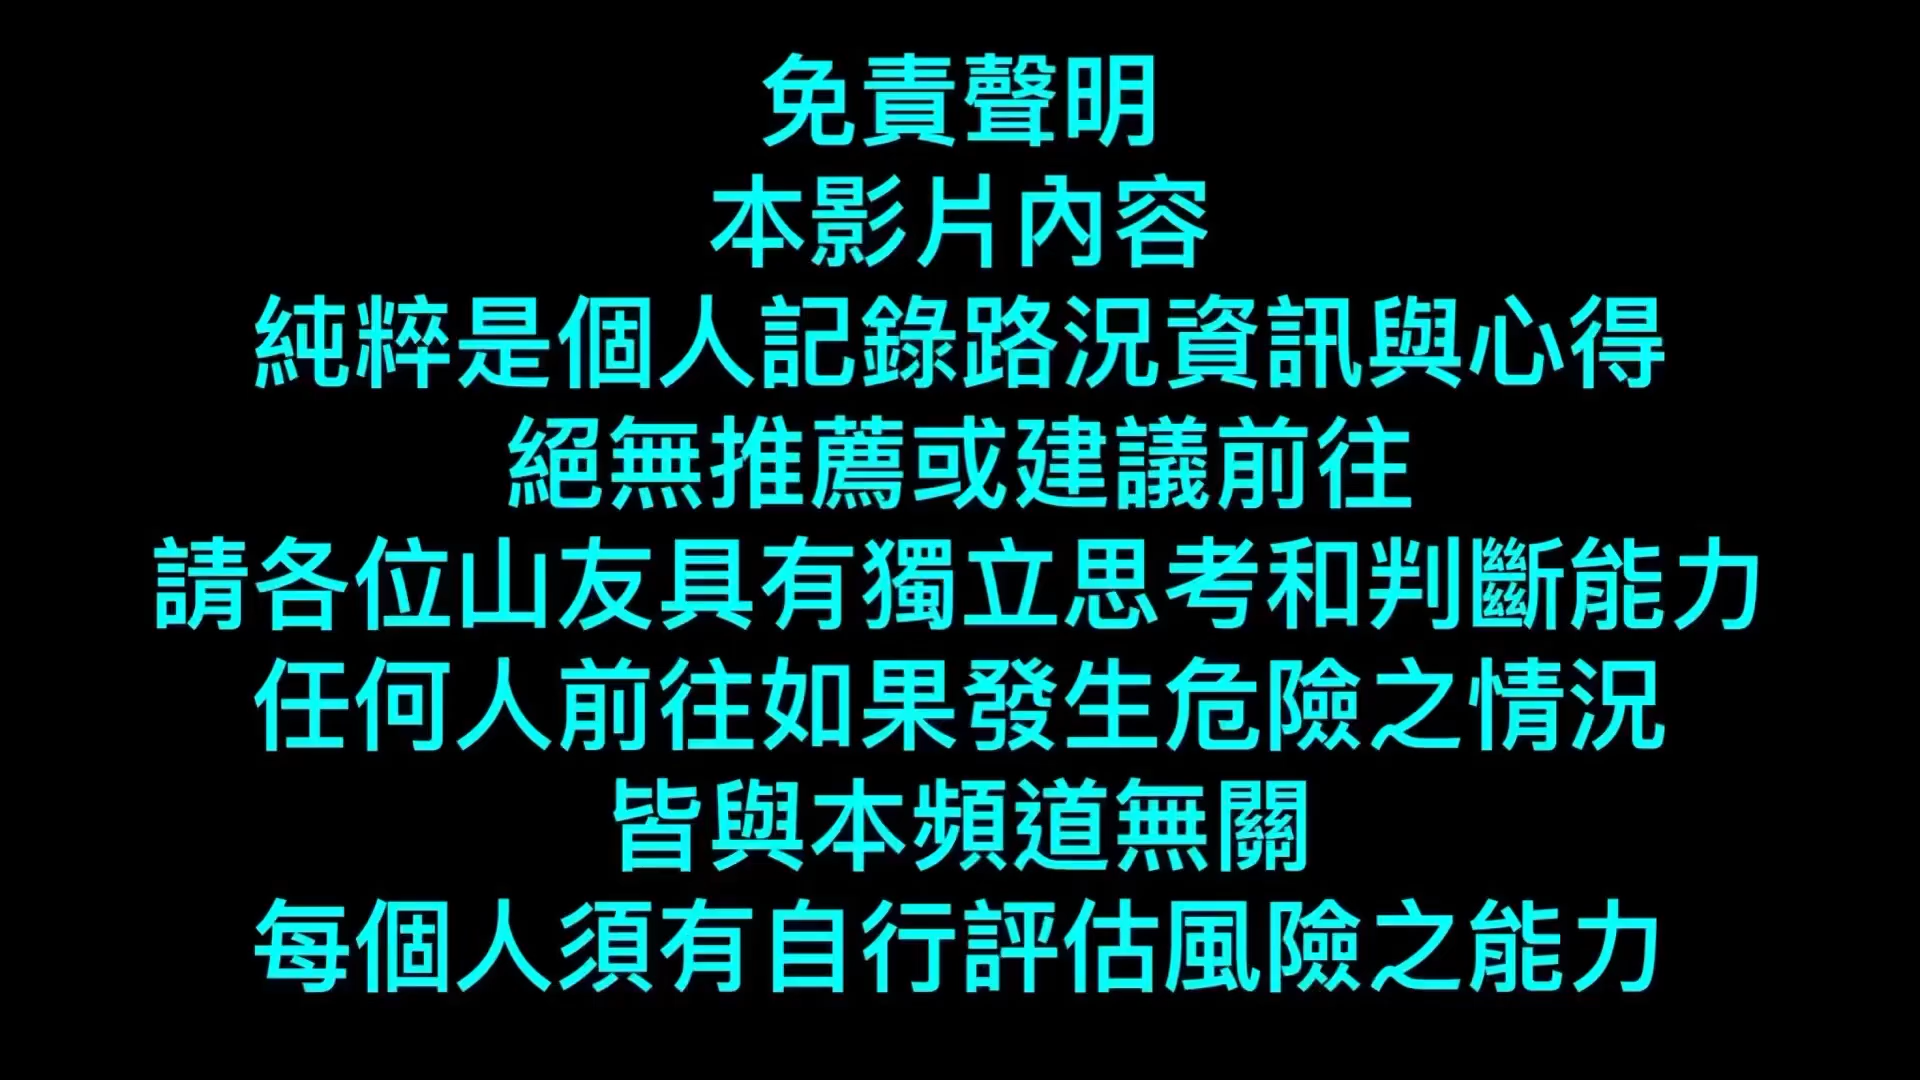 免責聲明
本影片內容
純粹是個人記錄路況資訊與心得
絕無推薦或建議前往
請各位山友具有獨立思考和判斷能力
任何人前往如果發生危險之情況
皆與本頻道無關
每個人須有自行評估風險之能力